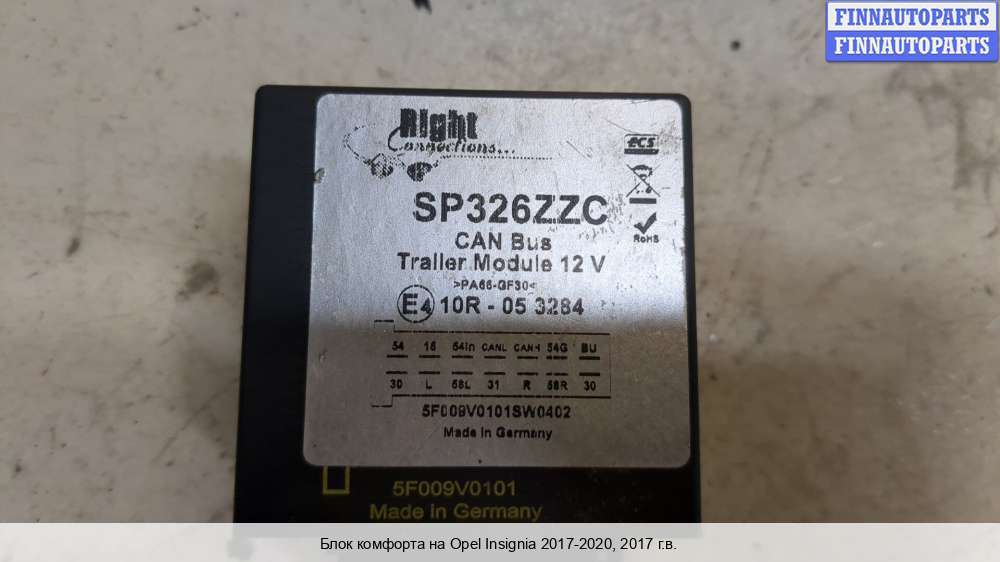 FINNAUTOPARTS
FINNAUTOPARTS
Right
Connections...
ECS
SP326ZZC
RoHS
CAN Bus
Trailer Module 12 V
>PA66-GF30<
E4 10R - 05 3284
54 15 54in CANL CANH 54G BU
30 L 58L 31 R 58R 30
5F009V0101SW0402
Made in Germany
5F009V0101
Made in Germany
Блок комфорта на Opel Insignia 2017-2020, 2017 г.в.